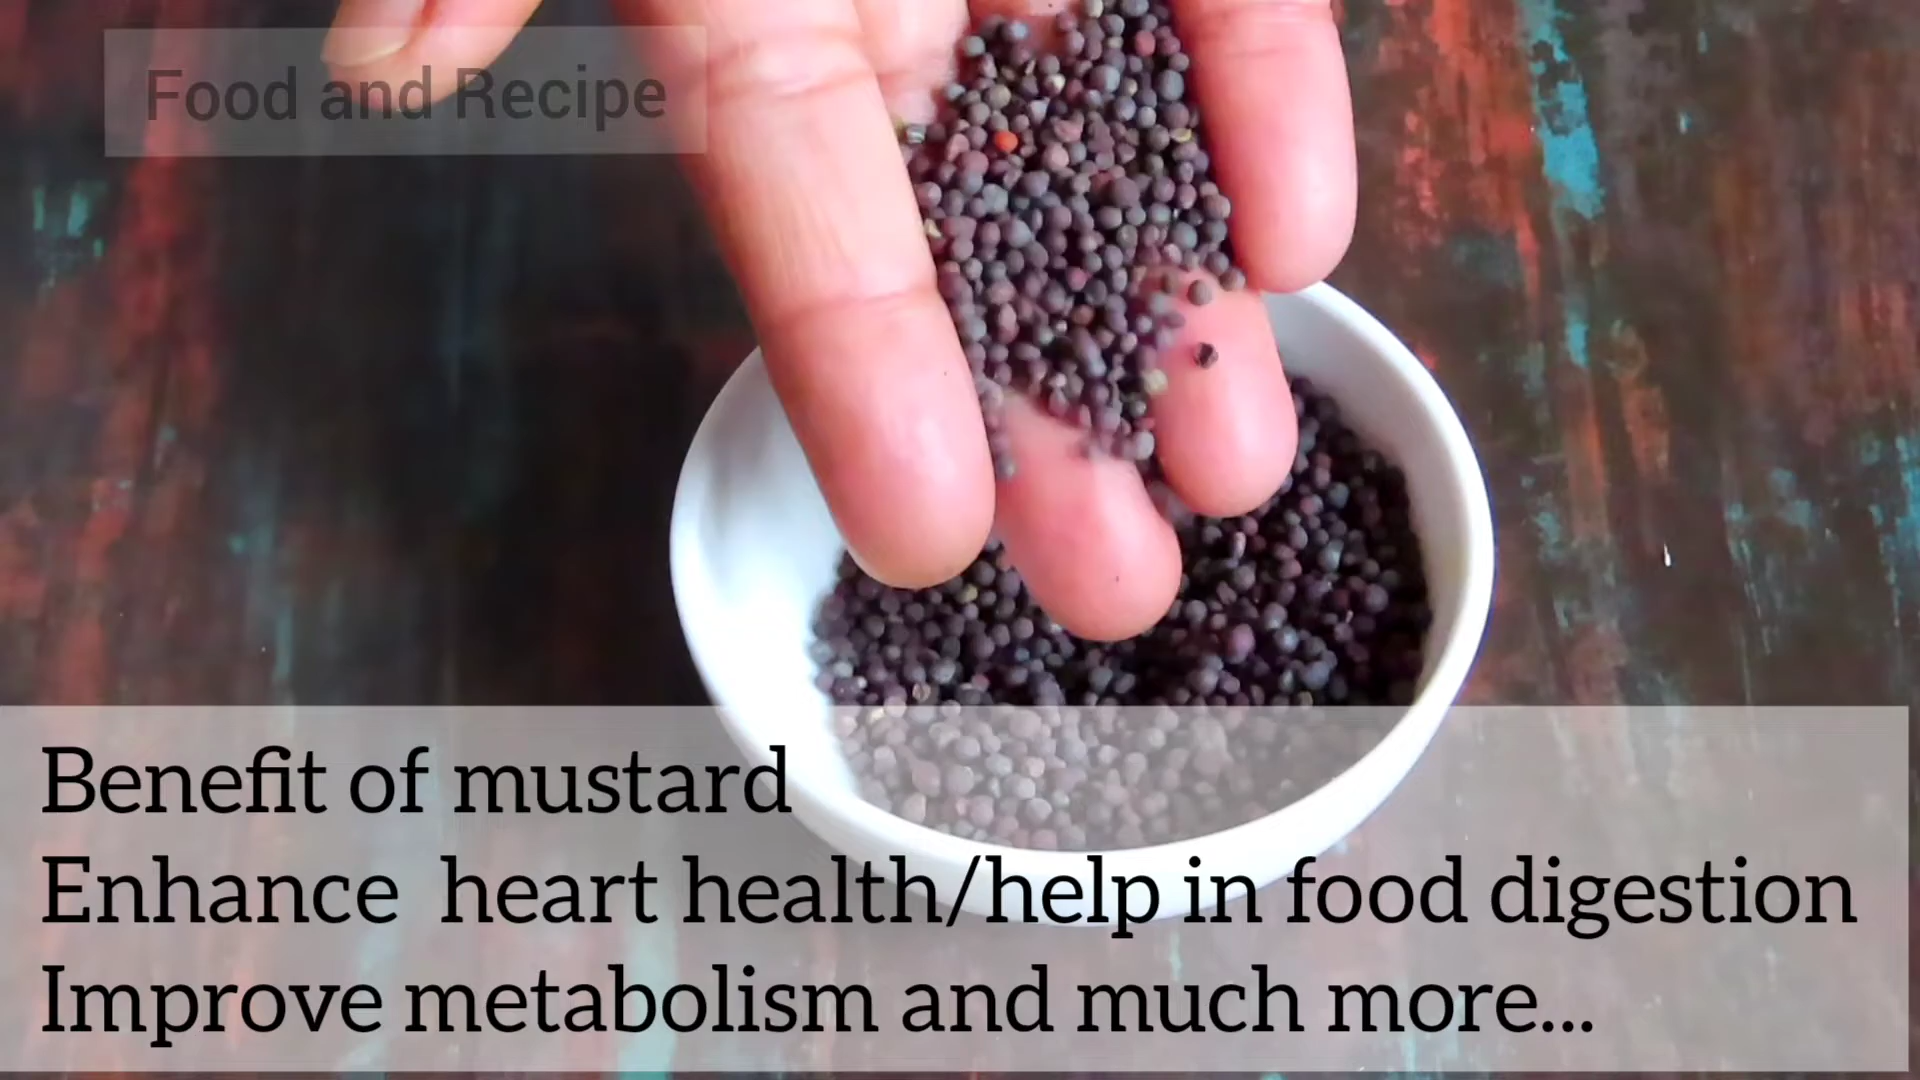 Food and Recipe
Benefit of mustard
Enhance heart health/help in food digestion
Improve metabolism and much more...